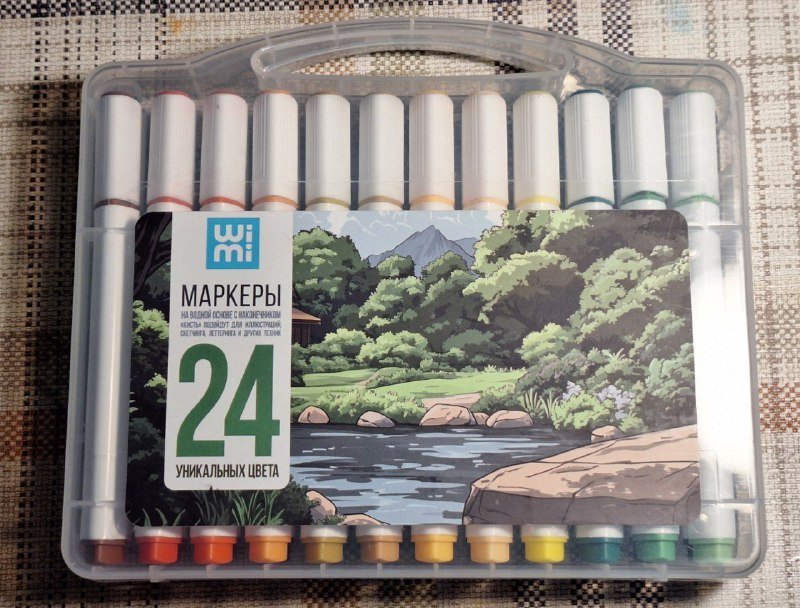 wi
mi
МАРКЕРЫ
НА ВОДНОЙ ОСНОВЕ С НАКОНЕЧНИКОМ
«КИСТЬ» ПОДОЙДУТ ДЛЯ ИЛЛЮСТРАЦИЙ,
СКЕТЧИНГА, ЛЕТТЕРИНГА И ДРУГИХ ТЕХНИК
24
УНИКАЛЬНЫХ ЦВЕТА